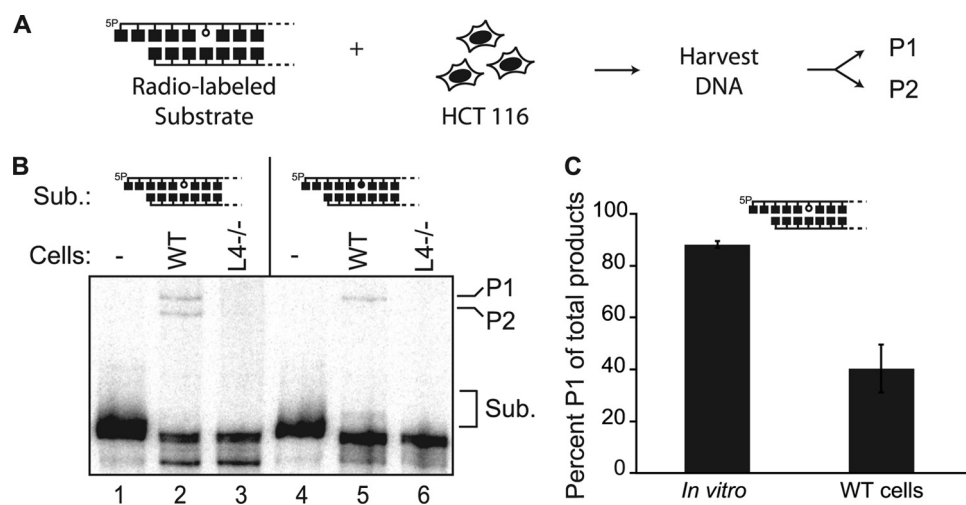 A
5P
Radio-labeled
Substrate
+
HCT 116
Harvest
DNA
P1
P2
B
Sub.:
5P
5P
Cells:
-
WT
L4-/-
-
WT
L4-/-
P1
P2
Sub.
1 2 3 4 5 6
C
5P
Percent P1 of total products
100
80
60
40
20
0
In vitro
WT cells